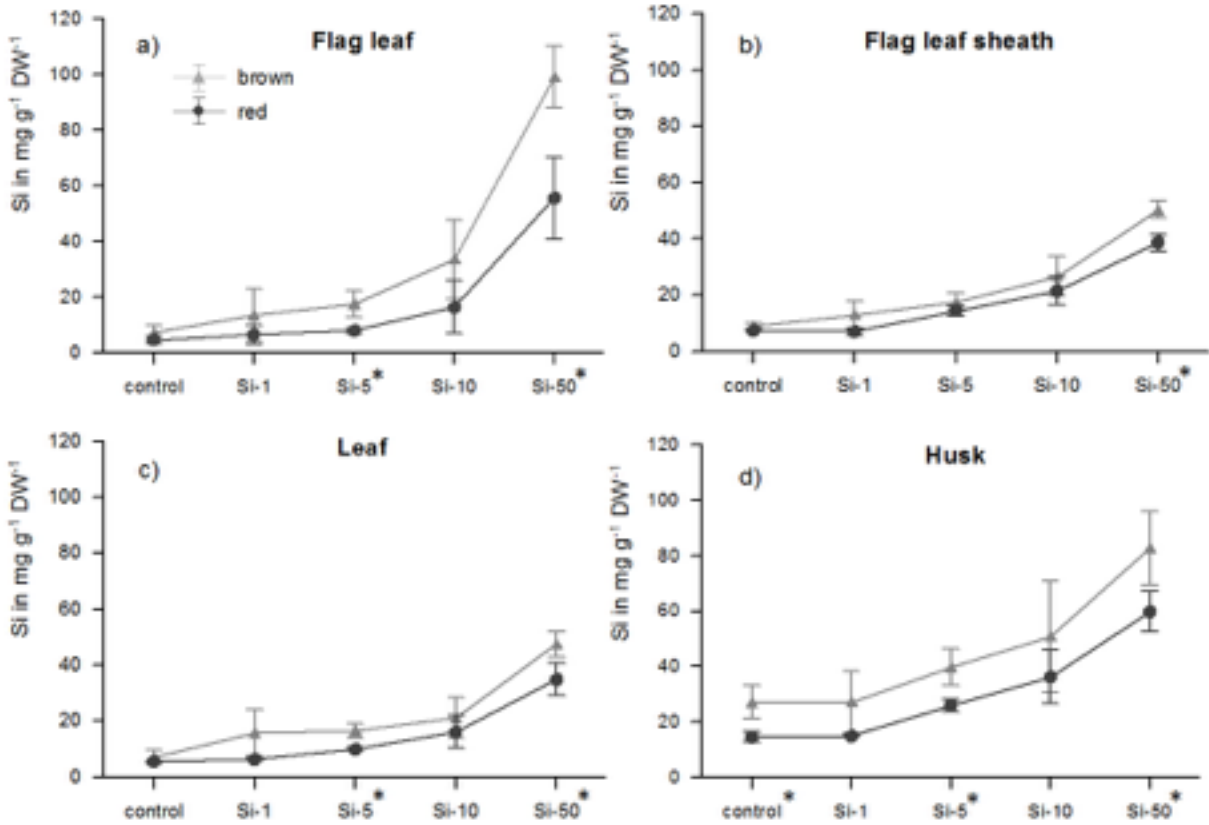 a) Flag leaf
Si in mg g⁻¹ DW⁻¹
120
100
80
60
40
20
0
brown
red
control Si-1 Si-5* Si-10 Si-50*
b) Flag leaf sheath
Si in mg g⁻¹ DW⁻¹
120
100
80
60
40
20
0
control Si-1 Si-5 Si-10 Si-50*
c) Leaf
Si in mg g⁻¹ DW⁻¹
120
100
80
60
40
20
0
control Si-1 Si-5* Si-10 Si-50*
d) Husk
Si in mg g⁻¹ DW⁻¹
120
100
80
60
40
20
0
control* Si-1 Si-5* Si-10 Si-50*